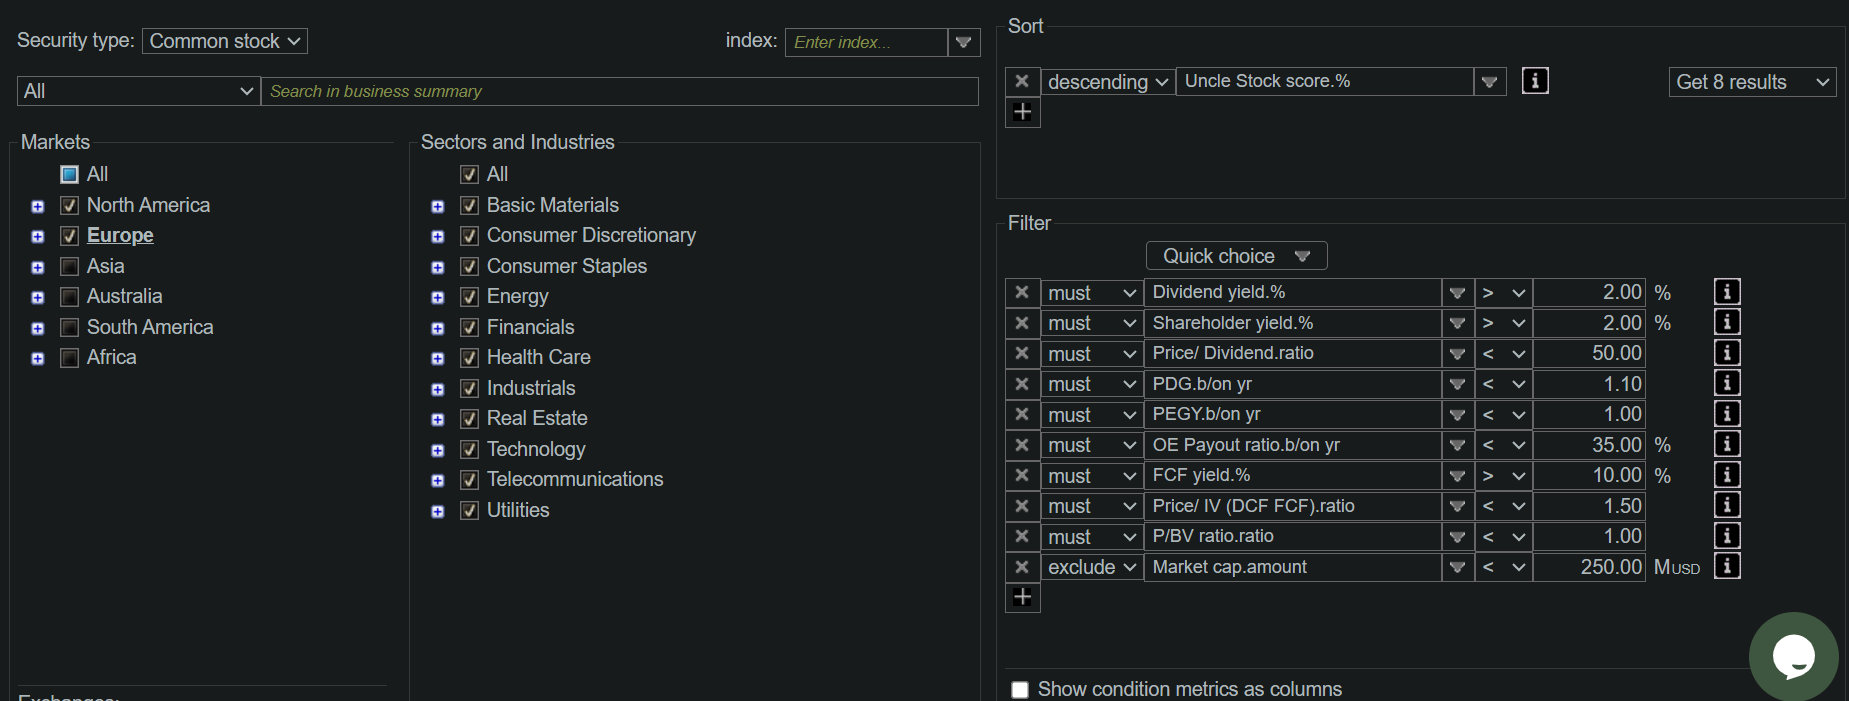 Security type: Common stock
index: Enter index...
All Search in business summary
Markets
All
North America
Europe
Asia
Australia
South America
Africa
Sectors and Industries
All
Basic Materials
Consumer Discretionary
Consumer Staples
Energy
Financials
Health Care
Industrials
Real Estate
Technology
Telecommunications
Utilities
Sort
descending Uncle Stock score.% Get 8 results
Filter
Quick choice
must Dividend yield.% > 2.00 %
must Shareholder yield.% > 2.00 %
must Price/ Dividend.ratio < 50.00
must PDG.b/on yr < 1.10
must PEGY.b/on yr < 1.00
must OE Payout ratio.b/on yr < 35.00 %
must FCF yield.% > 10.00 %
must Price/ IV (DCF FCF).ratio < 1.50
must P/BV ratio.ratio < 1.00
exclude Market cap.amount < 250.00 MUSD
Show condition metrics as columns
Exchanges: